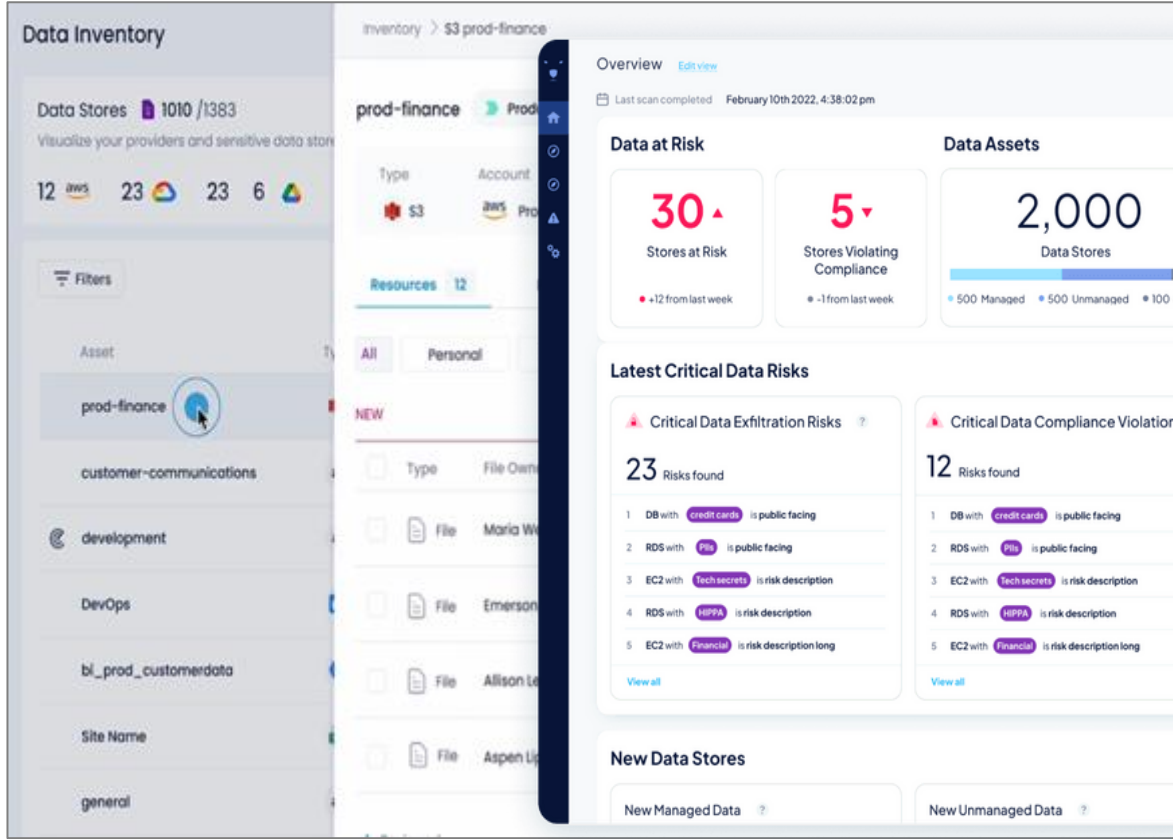 Data Inventory
Data Stores 1010 /1383
Visualize your providers and sensitive data
12 aws 23 23 6
Filters
Asset
prod-finance
customer-communications
development
DevOps
bl_prod_customerdata
Site Name
general
Inventory > S3 prod-finance
prod-finance
Type Account
S3 aws
Resources 12
All Personal
NEW
Type File
File Maria
File Emerson
File Allison
File Aspen
Overview Edit view
Last scan completed February 10th 2022, 4:38:02 pm
Data at Risk
30
Stores at Risk
+12 from last week
5
Stores Violating
Compliance
-1 from last week
Data Assets
2,000
Data Stores
500 Managed 500 Unmanaged 100
Latest Critical Data Risks
Critical Data Exfiltration Risks ?
23 Risks found
1 DB with credit cards is public facing
2 RDS with PIIs is public facing
3 EC2 with Tech secrets is risk description
4 RDS with HIPPA is risk description
5 EC2 with Financial is risk description long
View all
Critical Data Compliance Violation
12 Risks found
1 DB with credit cards is public facing
2 RDS with PIIs is public facing
3 EC2 with Tech secrets is risk description
4 RDS with HIPPA is risk description
5 EC2 with Financial is risk description long
View all
New Data Stores
New Managed Data ?
New Unmanaged Data ?